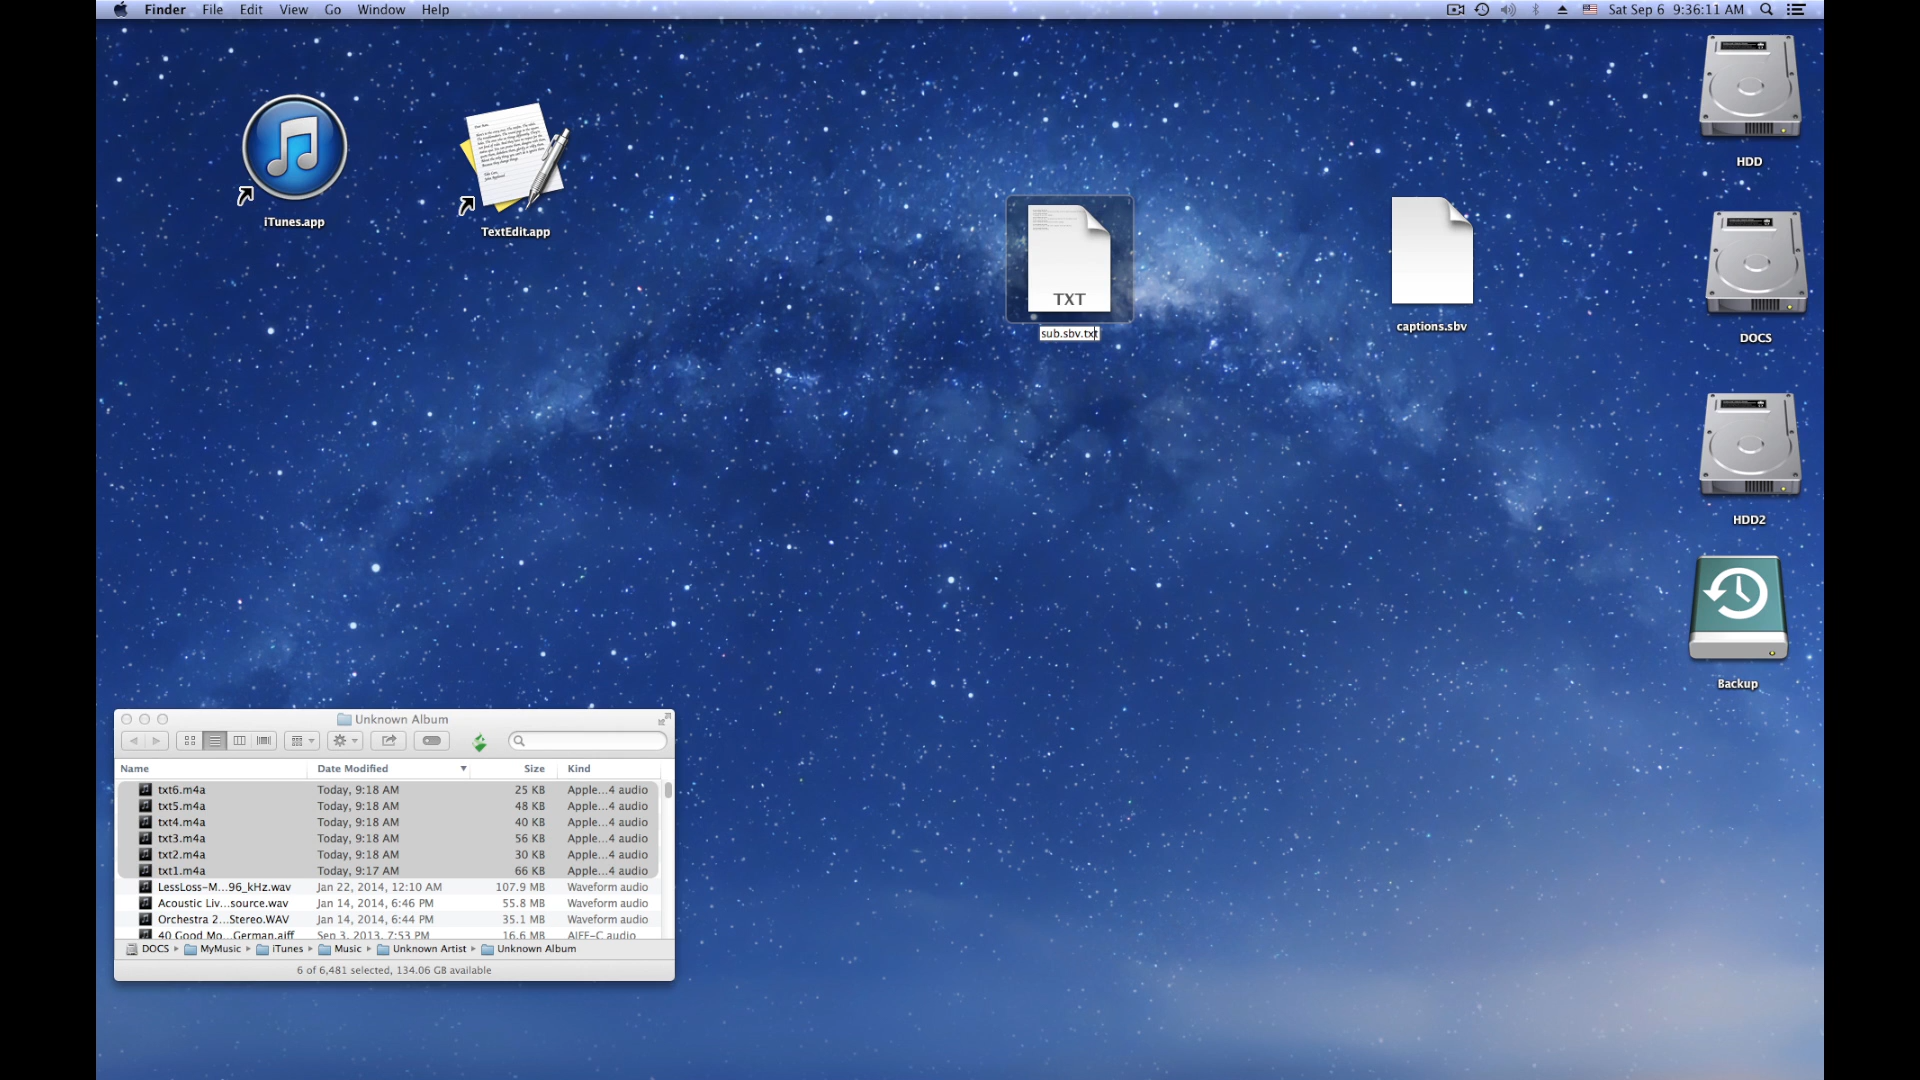 Finder File Edit View Go Window Help
Sat Sep 6 9:36:11 AM
HDD
iTunes.app
TextEdit.app
TXT
sub.sbv.txt
captions.sbv
DOCS
HDD2
Backup
Unknown Album
Name Date Modified Size Kind
txt6.m4a Today, 9:18 AM 25 KB Apple...4 audio
txt5.m4a Today, 9:18 AM 48 KB Apple...4 audio
txt4.m4a Today, 9:18 AM 40 KB Apple...4 audio
txt3.m4a Today, 9:18 AM 56 KB Apple...4 audio
txt2.m4a Today, 9:18 AM 30 KB Apple...4 audio
txt1.m4a Today, 9:17 AM 66 KB Apple...4 audio
LessLoss-M...96_kHz.wav Jan 22, 2014, 12:10 AM 107.9 MB Waveform audio
Acoustic Liv...source.wav Jan 14, 2014, 6:46 PM 55.8 MB Waveform audio
Orchestra 2...Stereo.WAV Jan 14, 2014, 6:44 PM 35.1 MB Waveform audio
40 Good Mo...German.aiff Sep 3, 2013, 7:53 PM 16.6 MB AIFF-C audio
DOCS MyMusic iTunes Music Unknown Artist Unknown Album
6 of 6,481 selected, 134.06 GB available